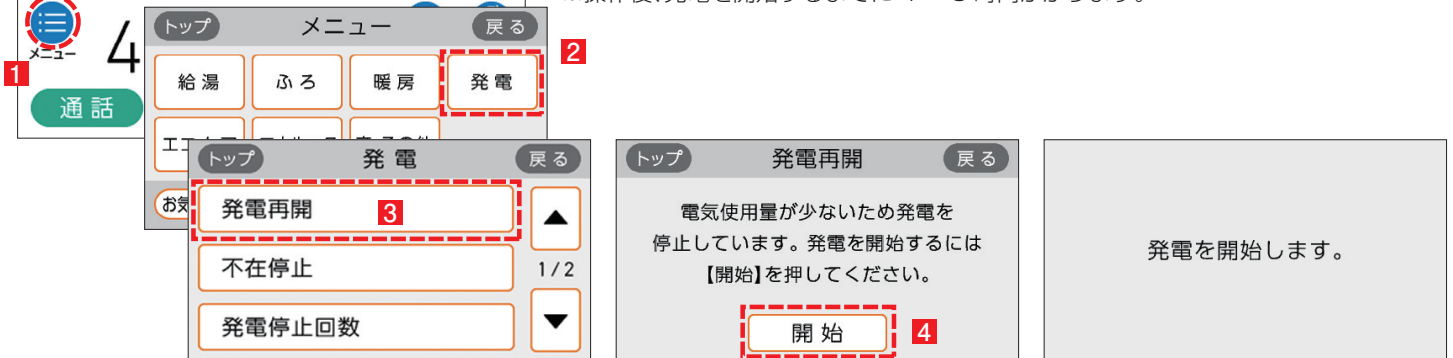 メニュー
4
1
通話
トップ
メニュー
戻る
2
給湯
ふろ
暖房
発電
お気
トップ
発電
戻る
発電再開
3
▲
不在停止
1/2
発電停止回数
▼
トップ
発電再開
戻る
電気使用量が少ないため発電を
停止しています。発電を開始するには
【開始】を押してください。
開始
4
発電を開始します。